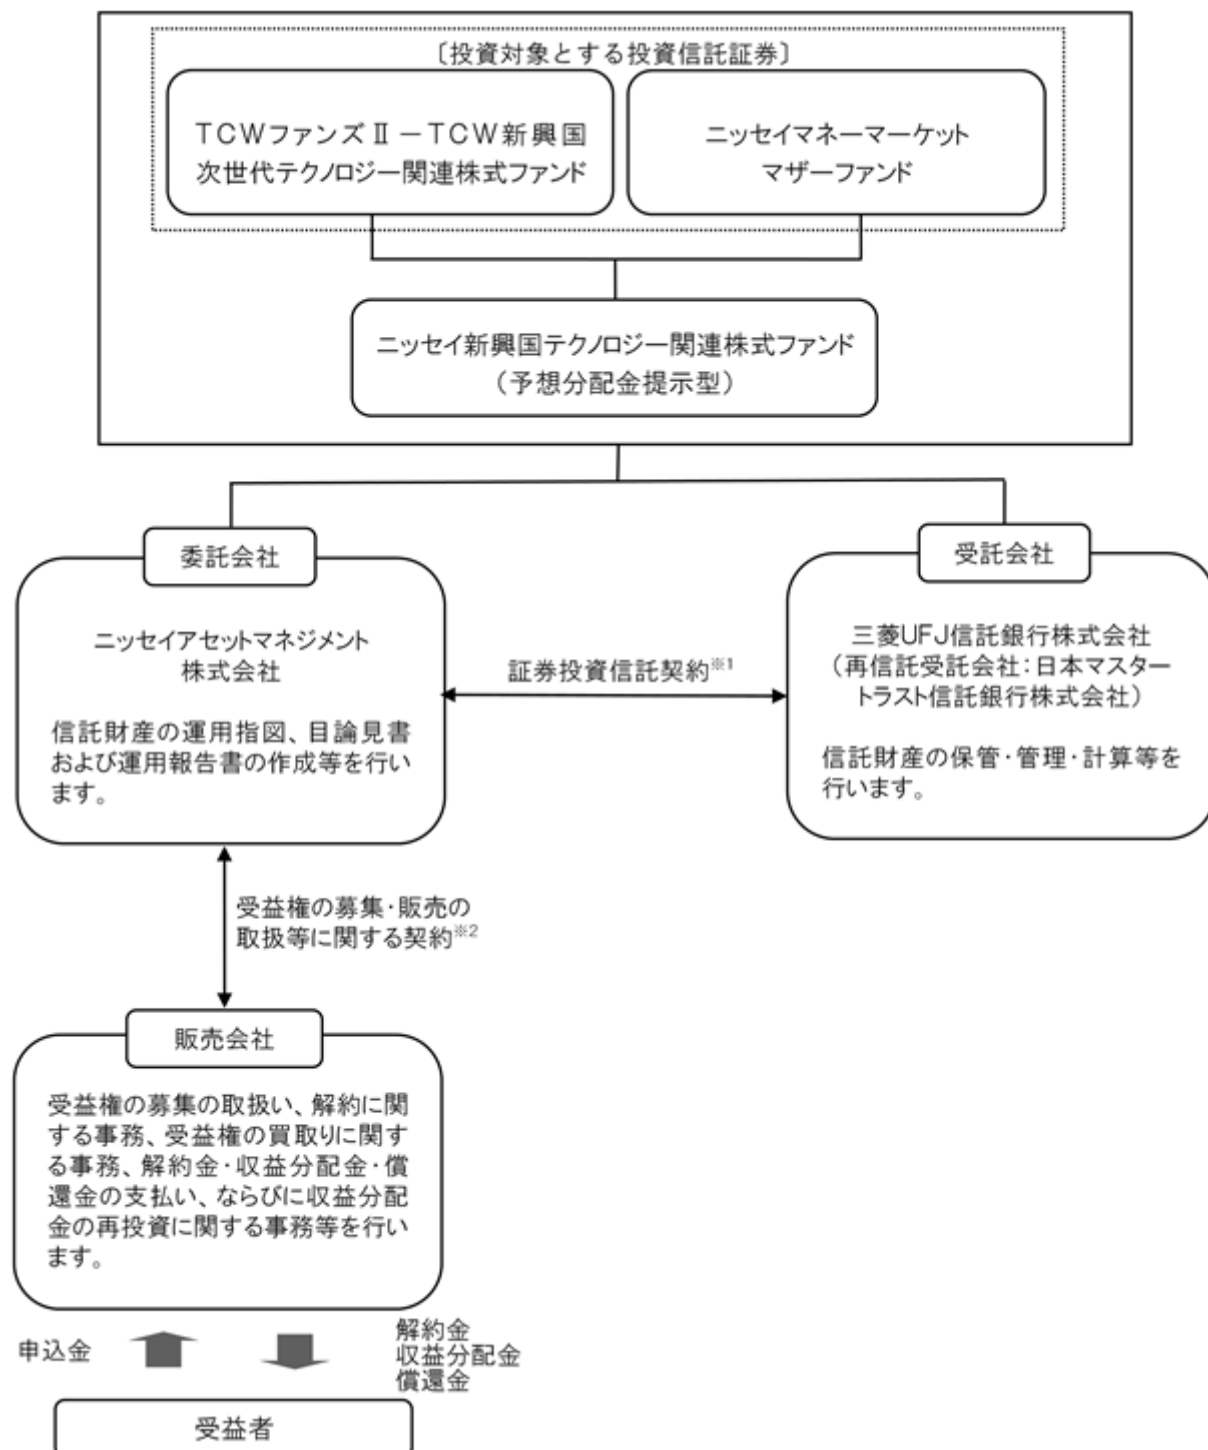 〔投資対象とする投資信託証券〕
TCWファンズⅡ－TCW新興国
次世代テクノロジー関連株式ファンド
ニッセイマネーマーケット
マザーファンド
ニッセイ新興国テクノロジー関連株式ファンド
（予想分配金提示型）
委託会社
ニッセイアセットマネジメント
株式会社
信託財産の運用指図、目論見書
および運用報告書の作成等を行い
ます。
証券投資信託契約※1
受託会社
三菱UFJ信託銀行株式会社
（再信託受託会社：日本マスター
トラスト信託銀行株式会社）
信託財産の保管・管理・計算等を
行います。
受益権の募集・販売の
取扱等に関する契約※2
販売会社
受益権の募集の取扱い、解約に関
する事務、受益権の買取りに関す
る事務、解約金・収益分配金・償
還金の支払い、ならびに収益分配
金の再投資に関する事務等を行い
ます。
申込金
解約金
収益分配金
償還金
受益者